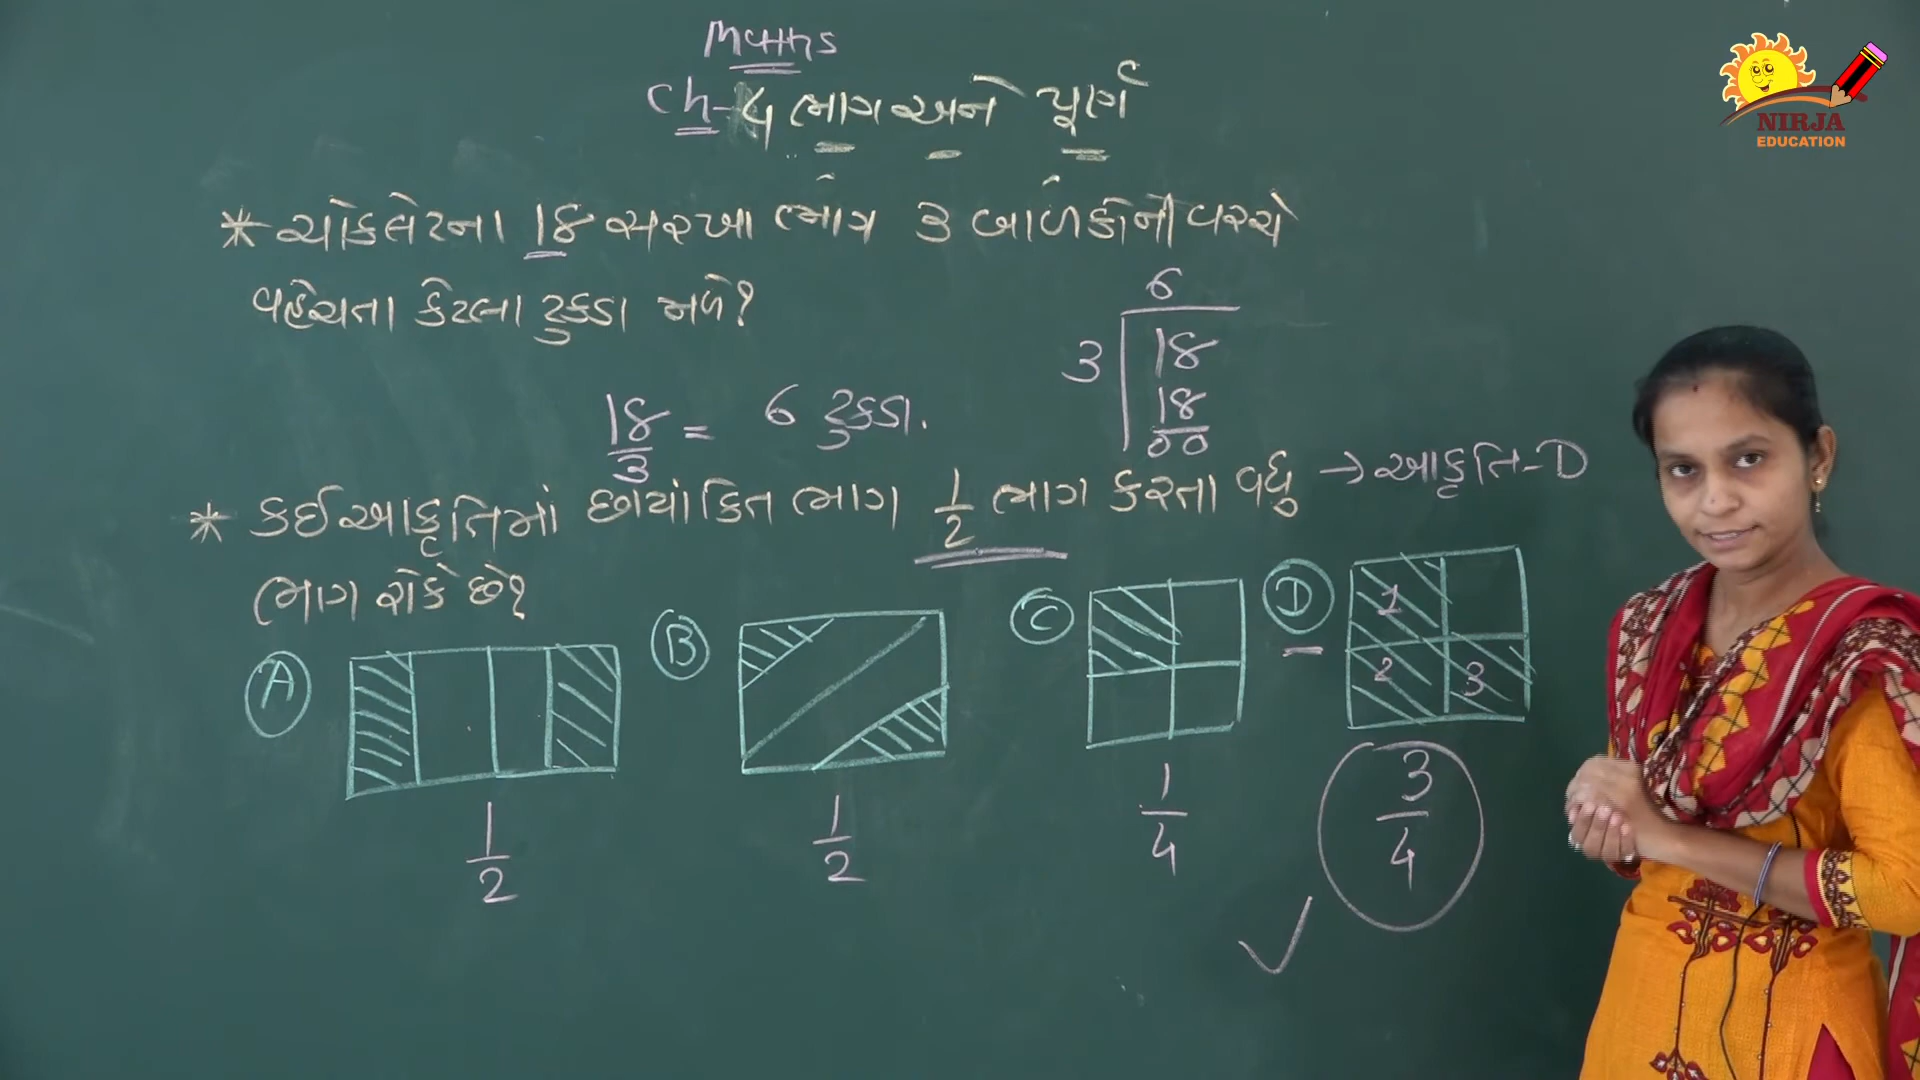 Maths
Ch-4 ભાગ અને પૂર્ણ
* ચોકલેટના 18 સરખા ભાગ 3 બાળકોની વચ્ચે
વહેંચતા કેટલા ટુકડા મળે?
18/3 = 6 ટુકડા.
6
3 18
18
00
* કઈ આકૃતિમાં છાયાંકિત ભાગ 1/2 ભાગ કરતા વધુ → આકૃતિ-D
ભાગ રોકે છે?
A
B
C
D
1
2 3
1/2
1/2
1/4
3/4
NIRJA
EDUCATION